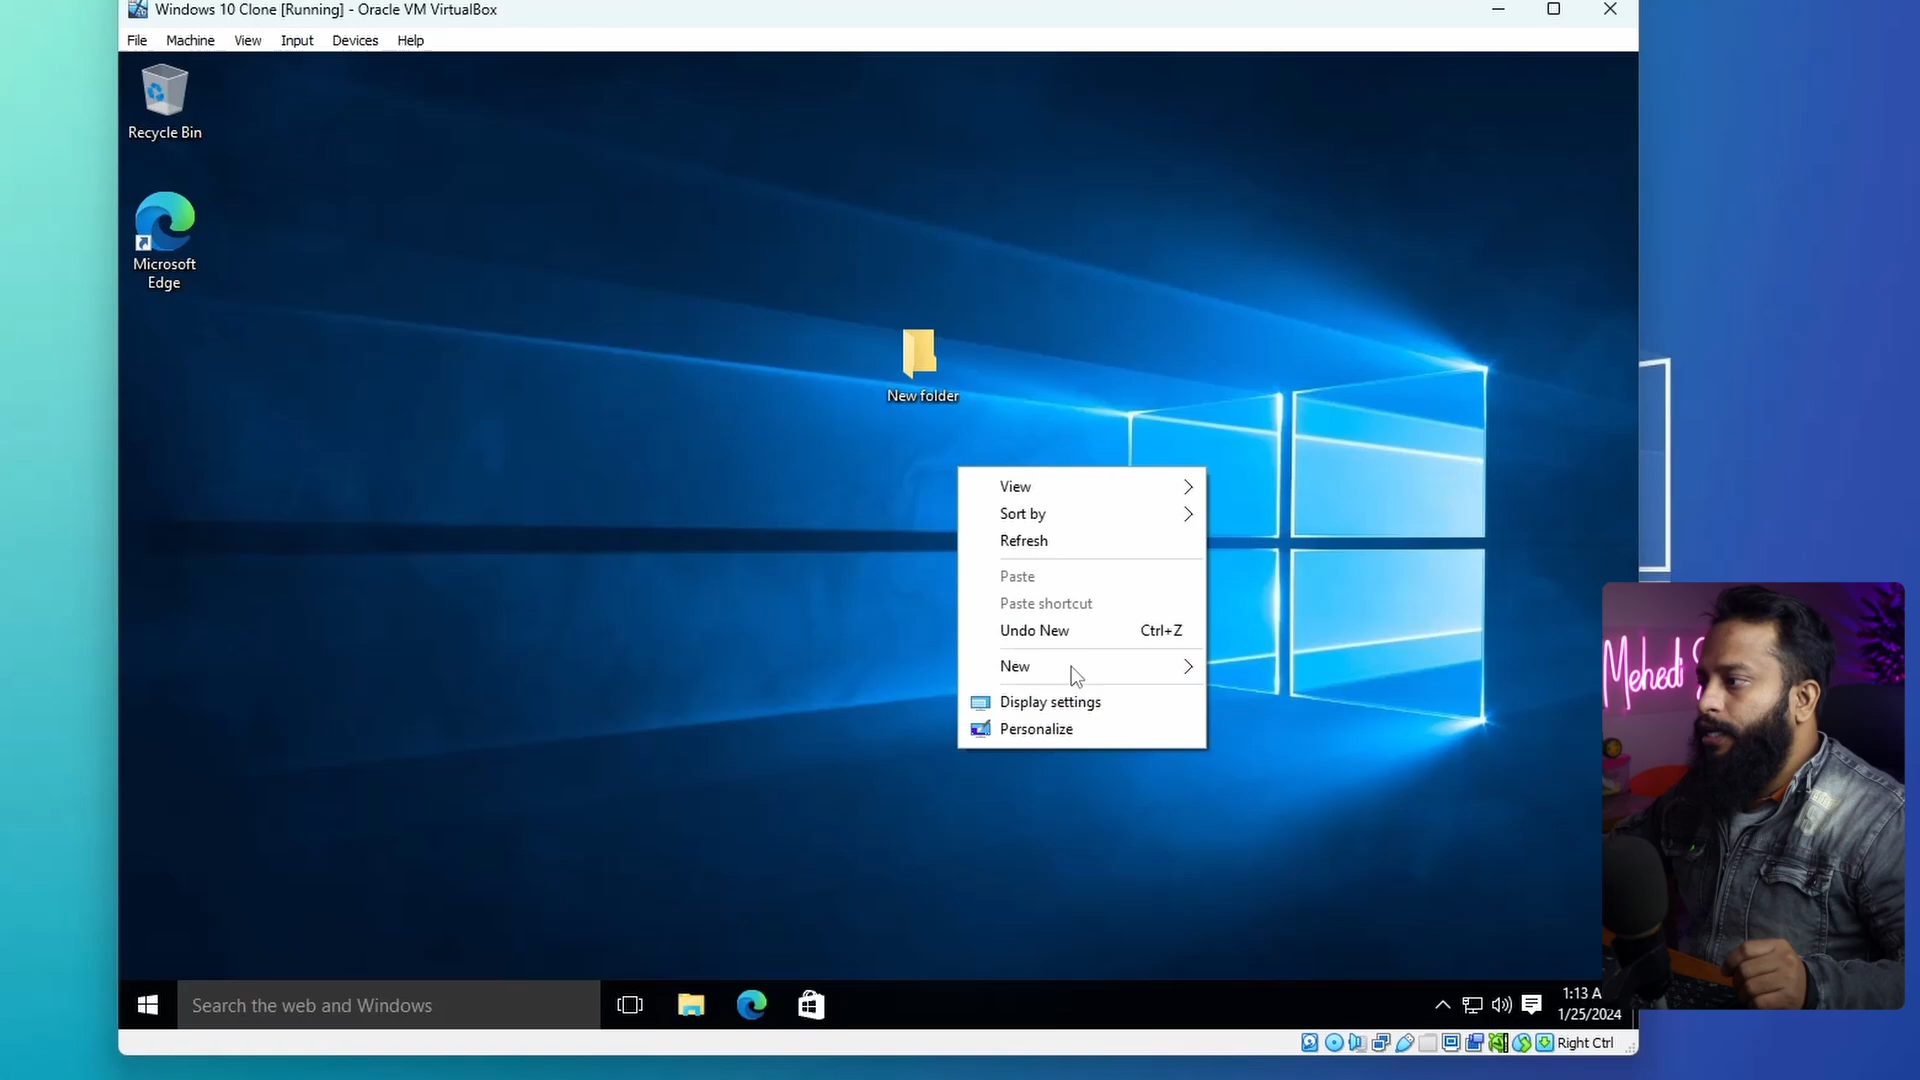 Windows 10 Clone [Running] - Oracle VM VirtualBox
File Machine View Input Devices Help
Recycle Bin
Microsoft
Edge
New folder
View
Sort by
Refresh
Paste
Paste shortcut
Undo New Ctrl+Z
New
Display settings
Personalize
Mehedi
Search the web and Windows
1:13 A
1/25/2024
Right Ctrl